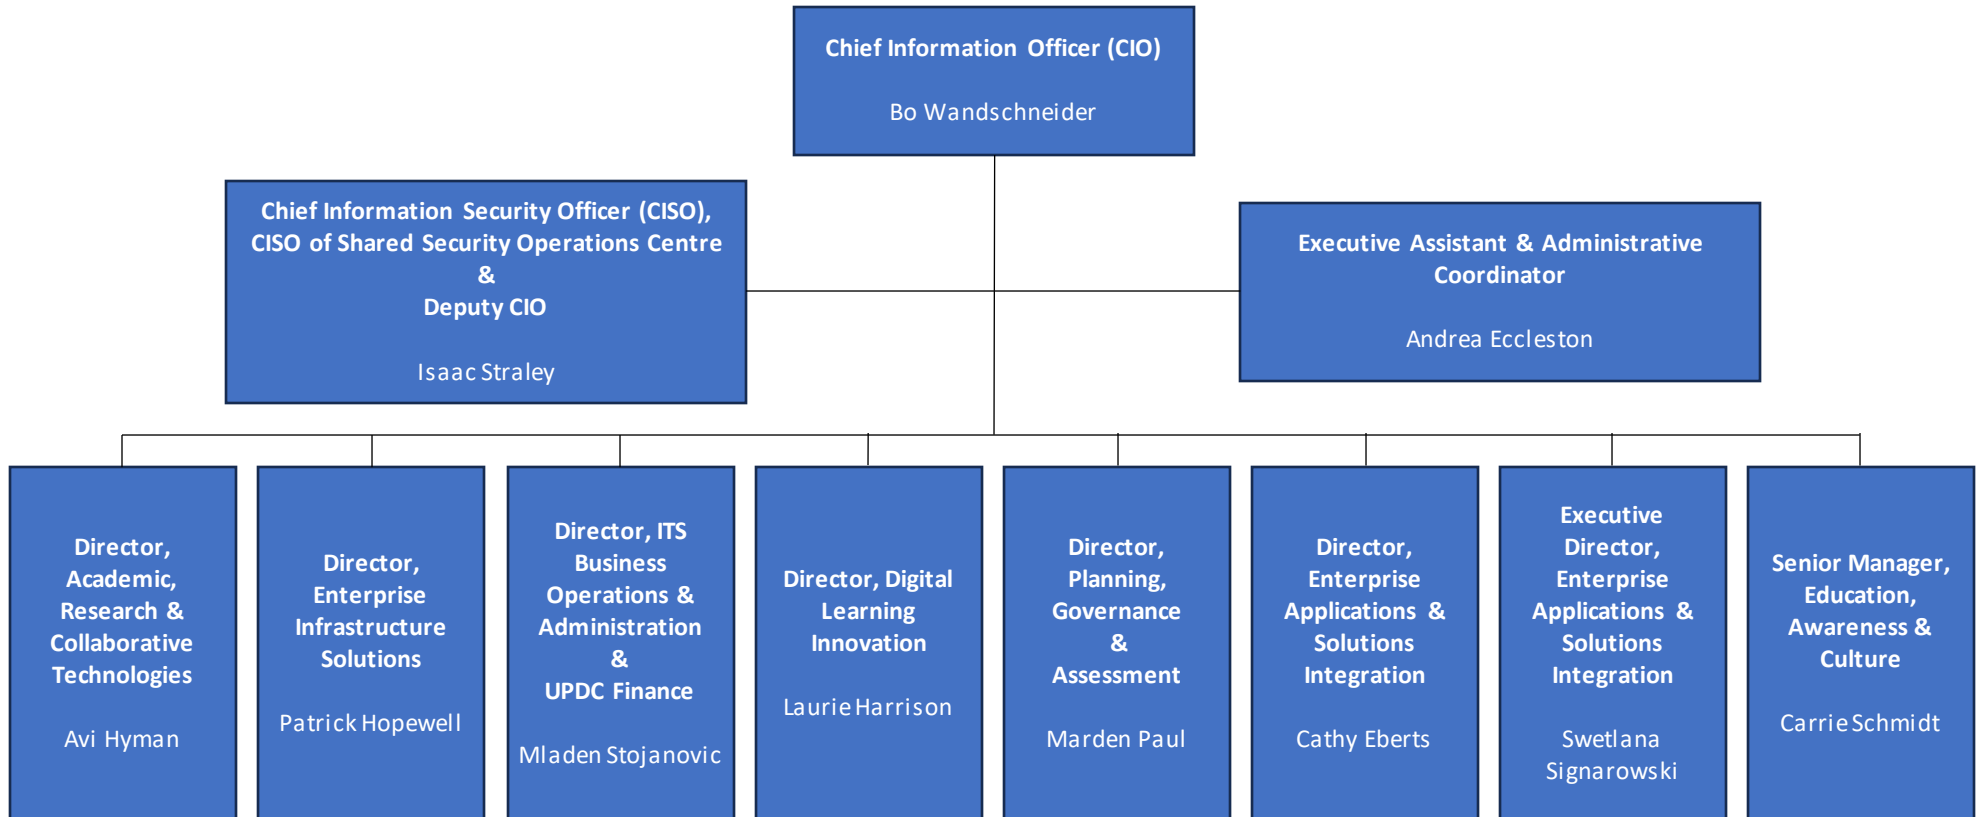 Chief Information Officer (CIO)
Bo Wandschneider
Chief Information Security Officer (CISO),
CISO of Shared Security Operations Centre
&
Deputy CIO
Isaac Straley
Executive Assistant & Administrative
Coordinator
Andrea Eccleston
Director,
Academic,
Research &
Collaborative
Technologies
Avi Hyman
Director,
Enterprise
Infrastructure
Solutions
Patrick Hopewell
Director, ITS
Business
Operations &
Administration
&
UPDC Finance
Mladen Stojanovic
Director, Digital
Learning
Innovation
Laurie Harrison
Director,
Planning,
Governance
&
Assessment
Marden Paul
Director,
Enterprise
Applications &
Solutions
Integration
Cathy Eberts
Executive
Director,
Enterprise
Applications &
Solutions
Integration
Swetlana
Signarowski
Senior Manager,
Education,
Awareness &
Culture
Carrie Schmidt